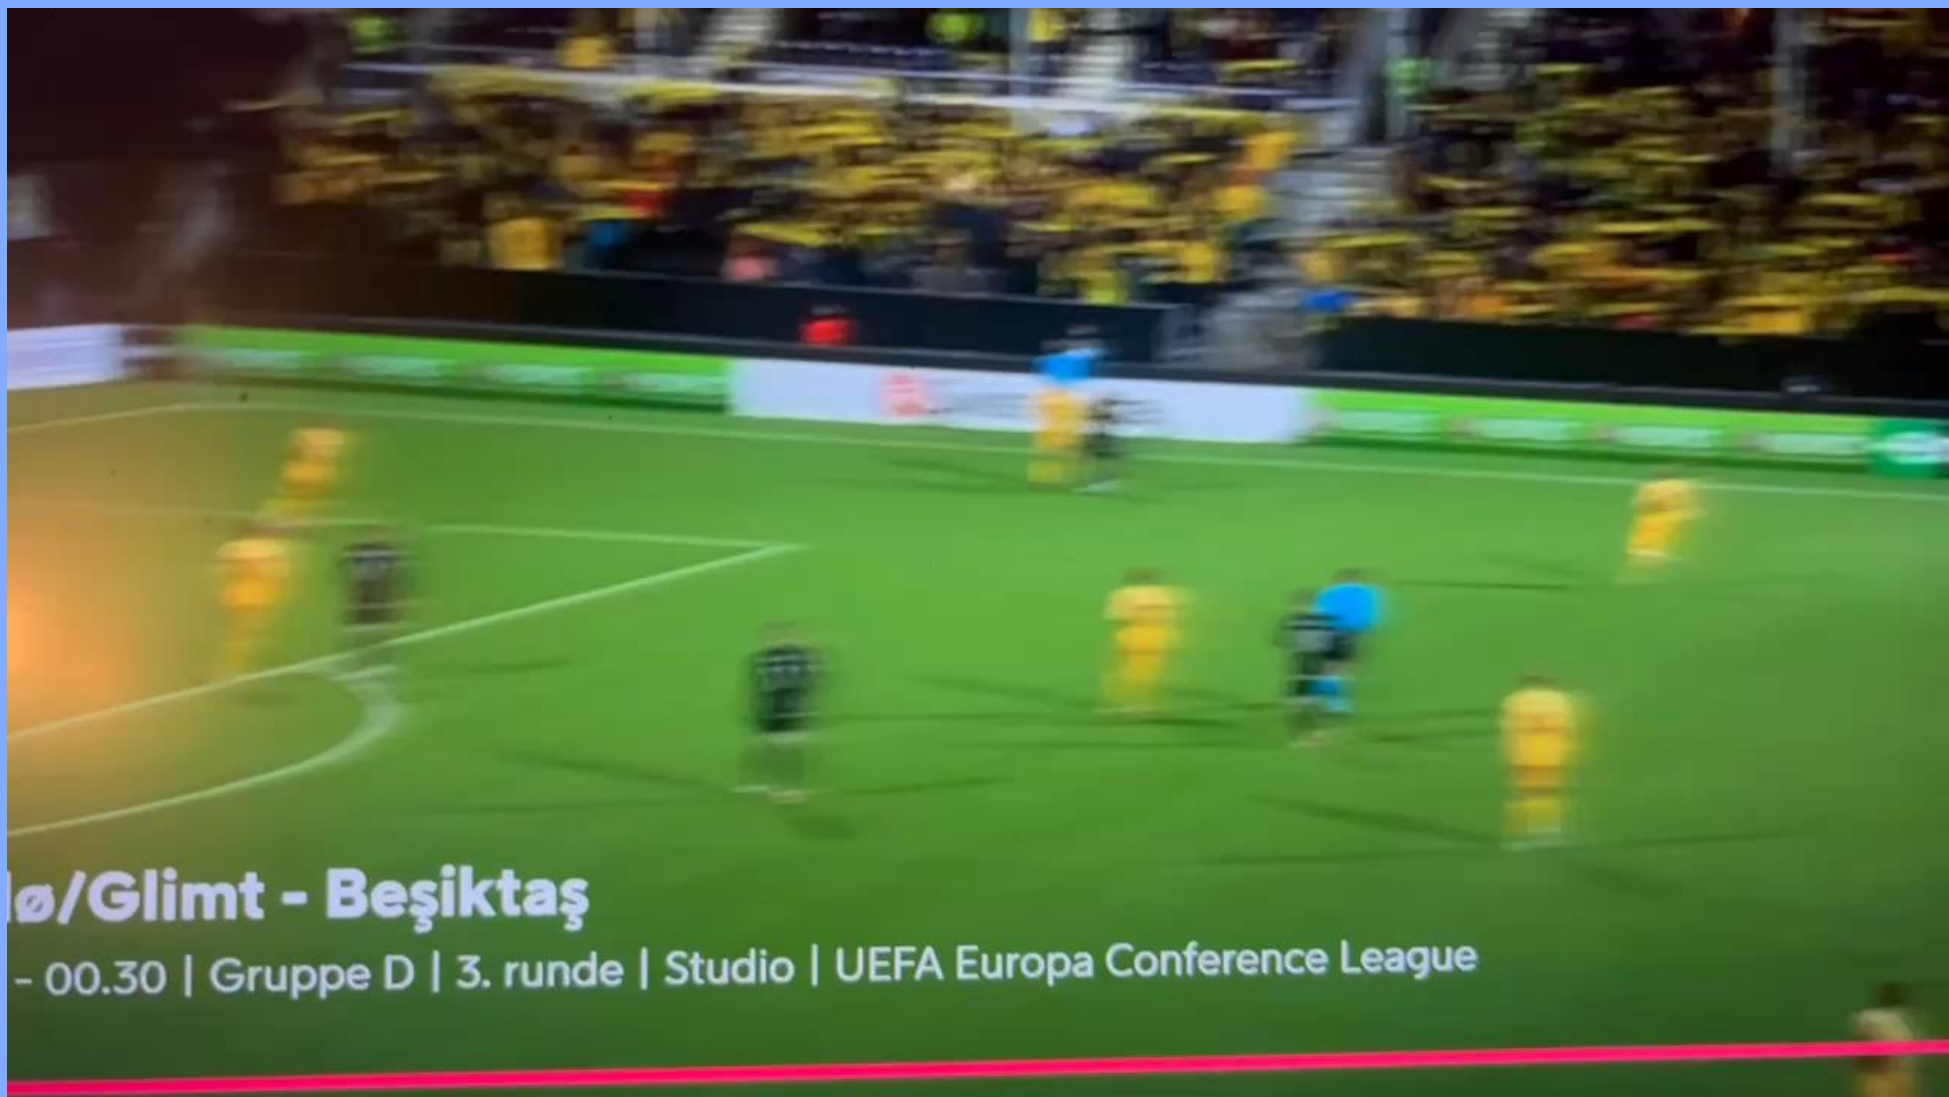 lø/Glimt - Beşiktaş
- 00.30 | Gruppe D | 3. runde | Studio | UEFA Europa Conference League